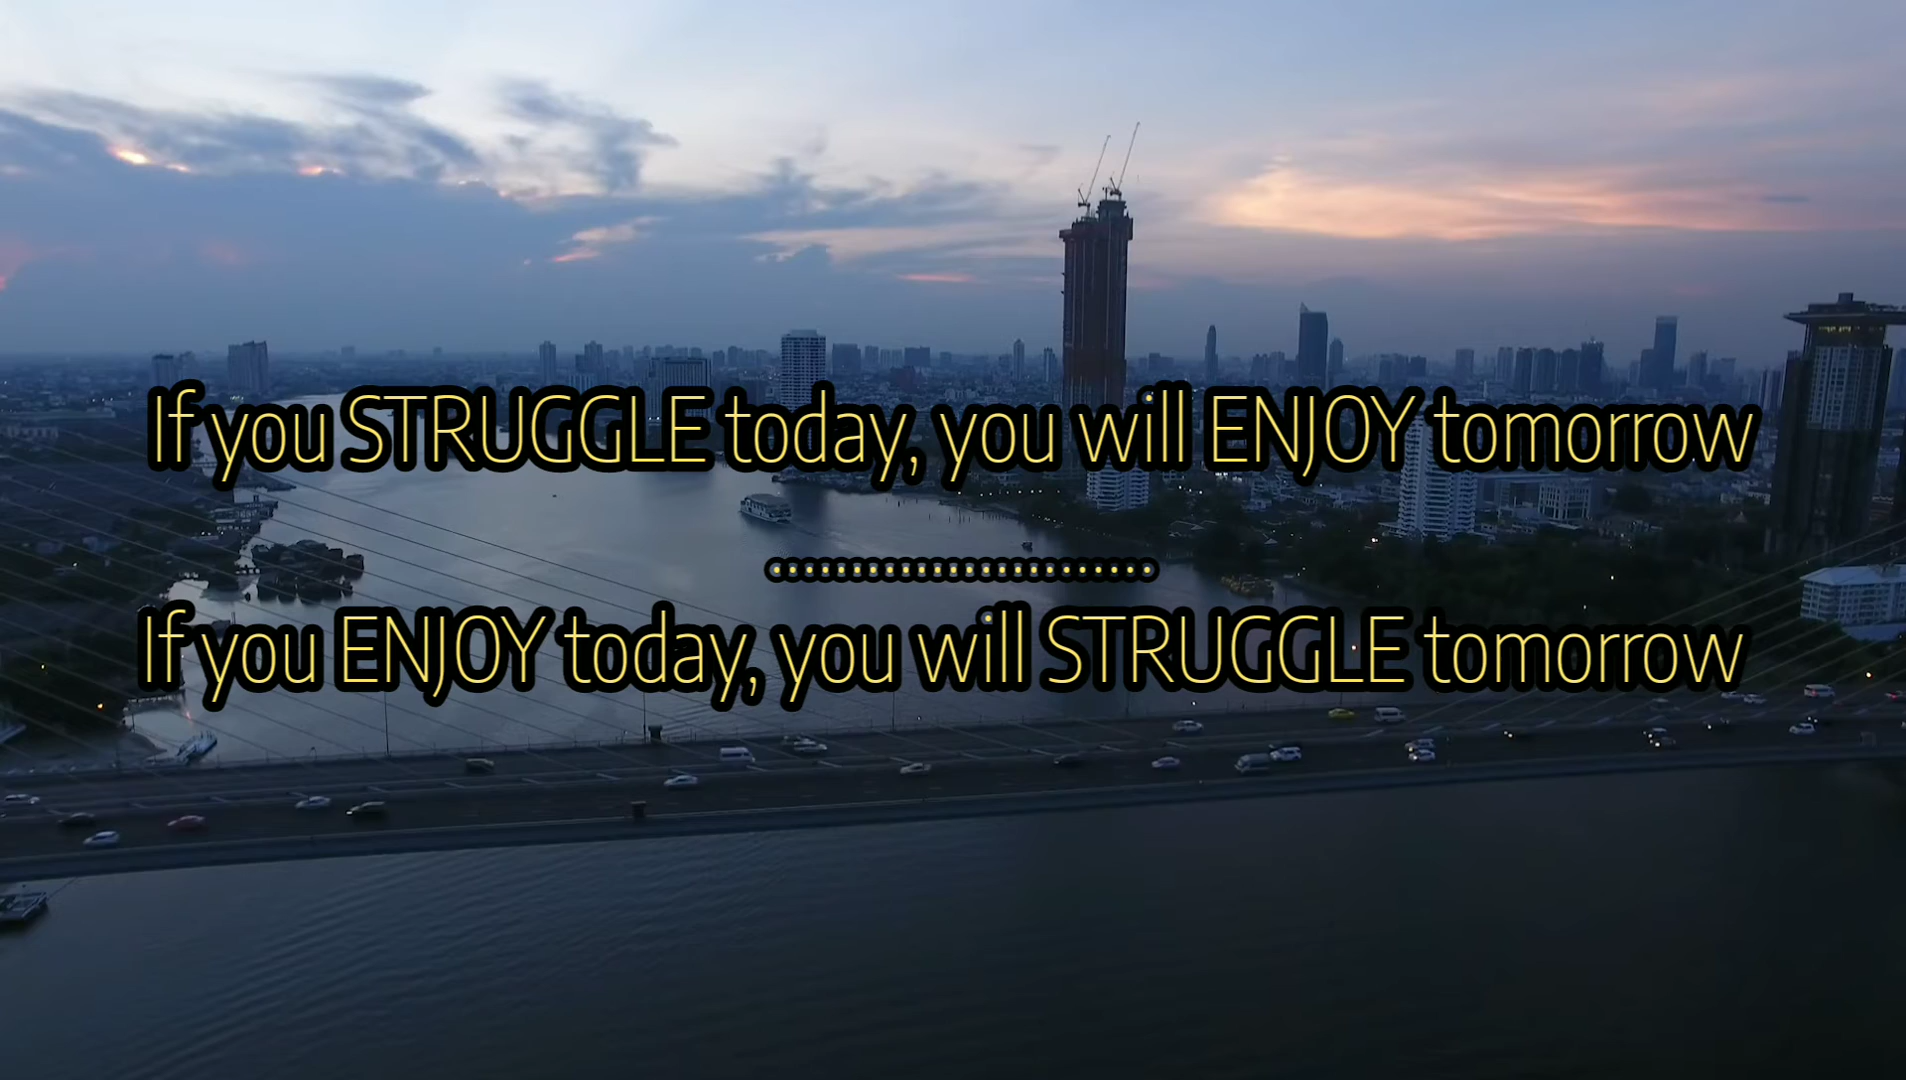 If you STRUGGLE today, you will ENJOY tomorrow
........................
If you ENJOY today, you will STRUGGLE tomorrow